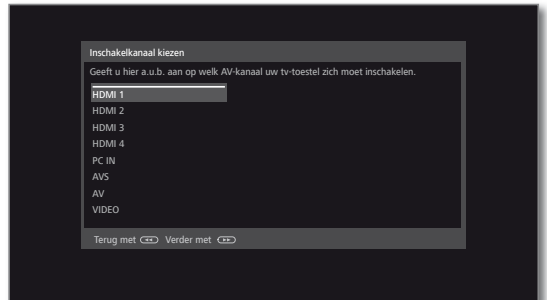 Inschakelkanaal kiezen
Geeft u hier a.u.b. aan op welk AV-kanaal uw tv-toestel zich moet inschakelen.
HDMI 1
HDMI 2
HDMI 3
HDMI 4
PC IN
AVS
AV
VIDEO
Terug met Verder met